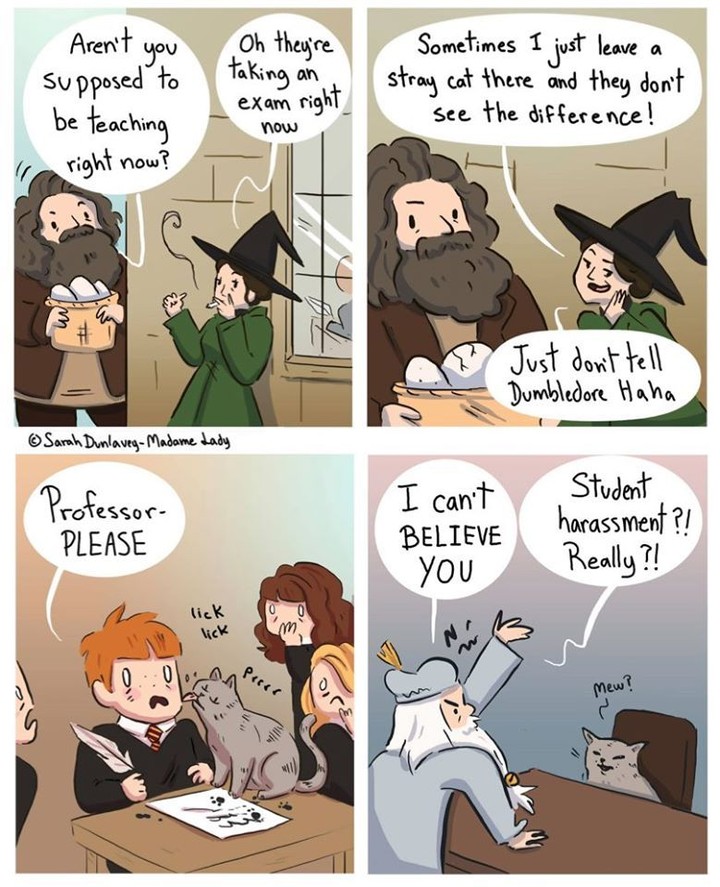 Aren't you
supposed to
be teaching
right now?
Oh they're
taking an
exam right
now
Sometimes I just leave a
stray cat there and they don't
see the difference!
Just don't tell
Dumbledore Haha
© Sarah Dunlavey - Madame Lady
Professor-
PLEASE
lick
lick
Prrrr
I can't
BELIEVE
YOU
Student
harassment?!
Really?!
Mew?